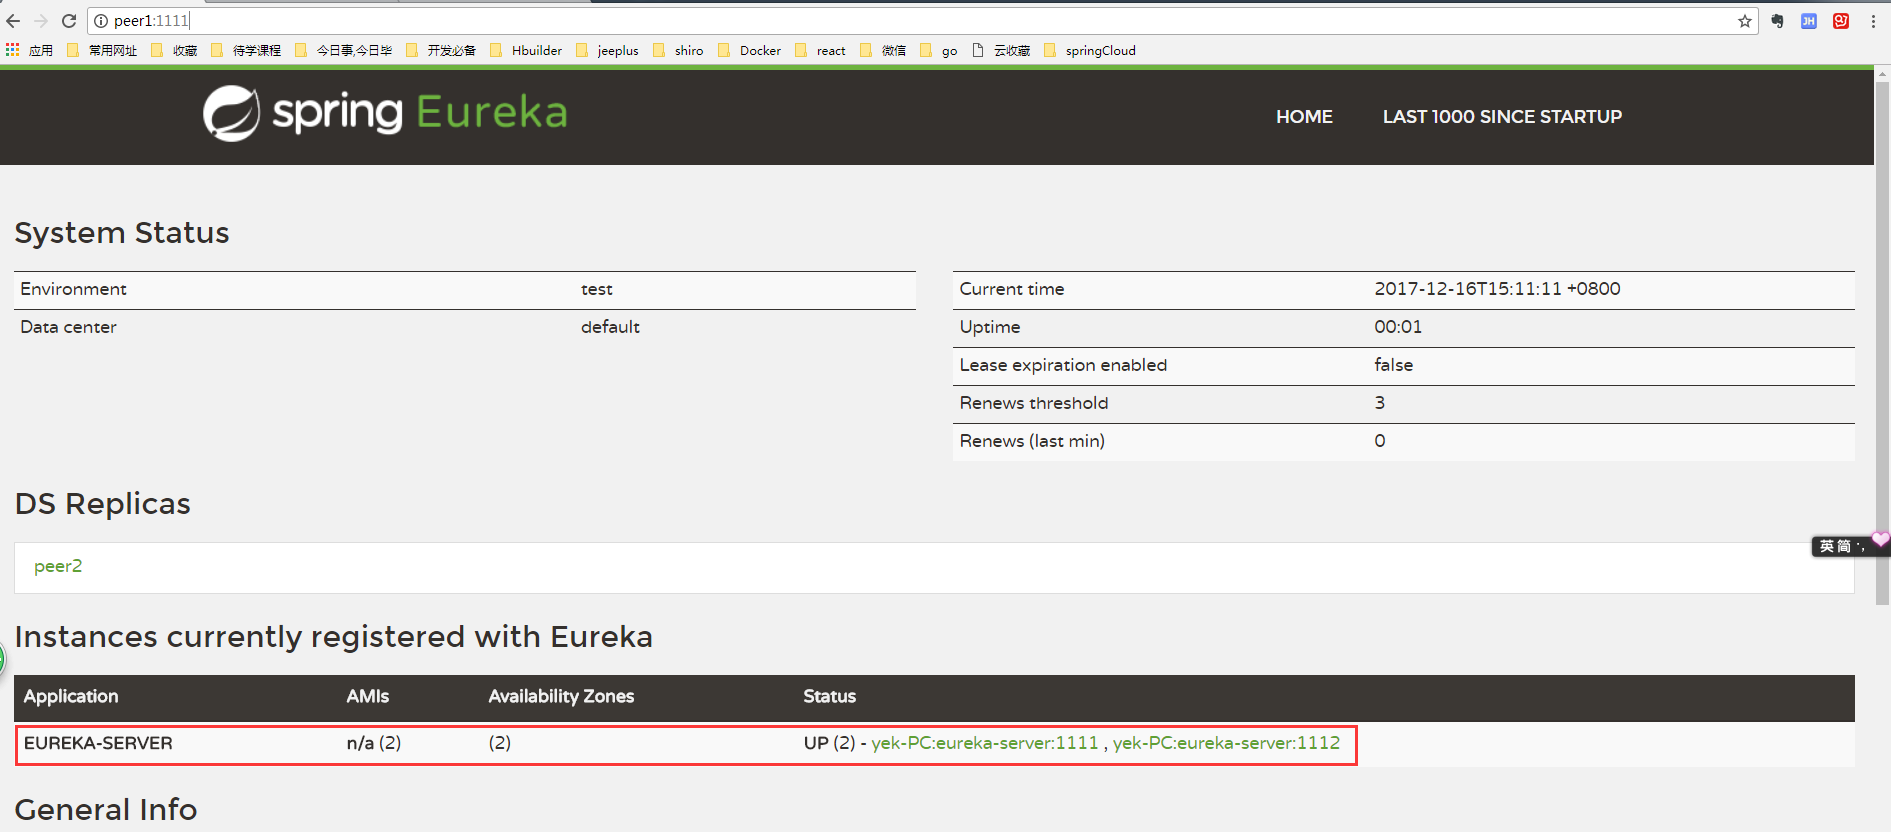 peer1:1111
应用 常用网址 收藏 待学课程 今日事,今日毕 开发必备 Hbuilder jeeplus shiro Docker react 微信 go 云收藏 springCloud
JH
spring Eureka
HOME LAST 1000 SINCE STARTUP
System Status
Environment test
Data center default
Current time 2017-12-16T15:11:11 +0800
Uptime 00:01
Lease expiration enabled false
Renews threshold 3
Renews (last min) 0
DS Replicas
英 简
peer2
Instances currently registered with Eureka
Application AMIs Availability Zones Status
EUREKA-SERVER n/a (2) (2) UP (2) - yek-PC:eureka-server:1111 , yek-PC:eureka-server:1112
General Info